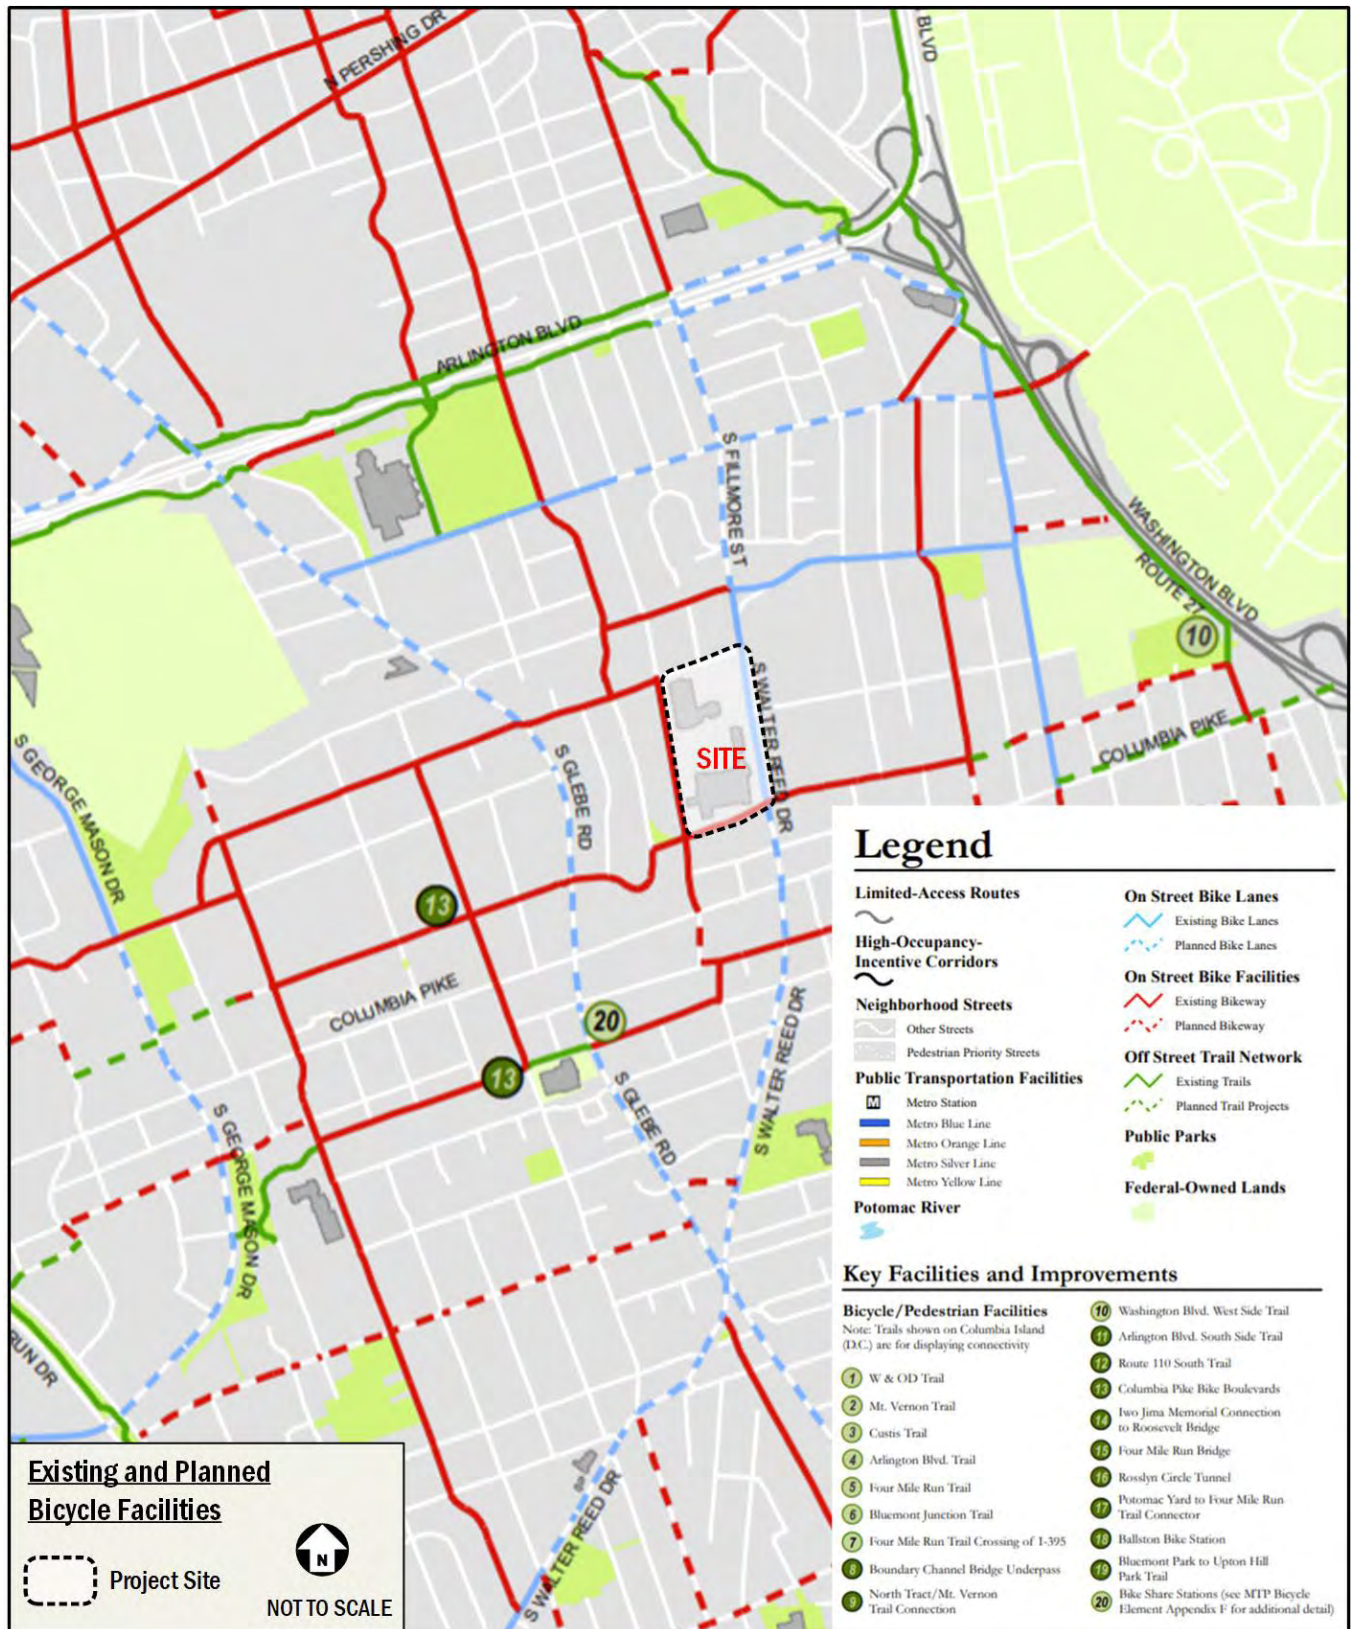 BLVD
N PERSHING DR
ARLINGTON BLVD
S FILLMORE ST
WASHINGTON BLVD
ROUTE 27
10
S WALTER REED DR
SITE
COLUMBIA PIKE
S GEORGE MASON DR
S GLEBE RD
13
COLUMBIA PIKE
20
13
S GLEBE RD
S WALTER REED DR
S GEORGE MASON DR
RUN DR
S WALTER REED DR
Legend
Limited-Access Routes
High-Occupancy-
Incentive Corridors
Neighborhood Streets
Other Streets
Pedestrian Priority Streets
Public Transportation Facilities
M Metro Station
Metro Blue Line
Metro Orange Line
Metro Silver Line
Metro Yellow Line
Potomac River
On Street Bike Lanes
Existing Bike Lanes
Planned Bike Lanes
On Street Bike Facilities
Existing Bikeway
Planned Bikeway
Off Street Trail Network
Existing Trails
Planned Trail Projects
Public Parks
Federal-Owned Lands
Key Facilities and Improvements
Bicycle/Pedestrian Facilities
Note: Trails shown on Columbia Island
(D.C.) are for displaying connectivity
1 W & OD Trail
2 Mt. Vernon Trail
3 Custis Trail
4 Arlington Blvd. Trail
5 Four Mile Run Trail
6 Bluemont Junction Trail
7 Four Mile Run Trail Crossing of I-395
8 Boundary Channel Bridge Underpass
9 North Tract/Mt. Vernon
Trail Connection
10 Washington Blvd. West Side Trail
11 Arlington Blvd. South Side Trail
12 Route 110 South Trail
13 Columbia Pike Bike Boulevards
14 Iwo Jima Memorial Connection
to Roosevelt Bridge
15 Four Mile Run Bridge
16 Rosslyn Circle Tunnel
17 Potomac Yard to Four Mile Run
Trail Connector
18 Ballston Bike Station
19 Bluemont Park to Upton Hill
Park Trail
20 Bike Share Stations (see MTP Bicycle
Element Appendix F for additional detail)
Existing and Planned
Bicycle Facilities
Project Site
N
NOT TO SCALE